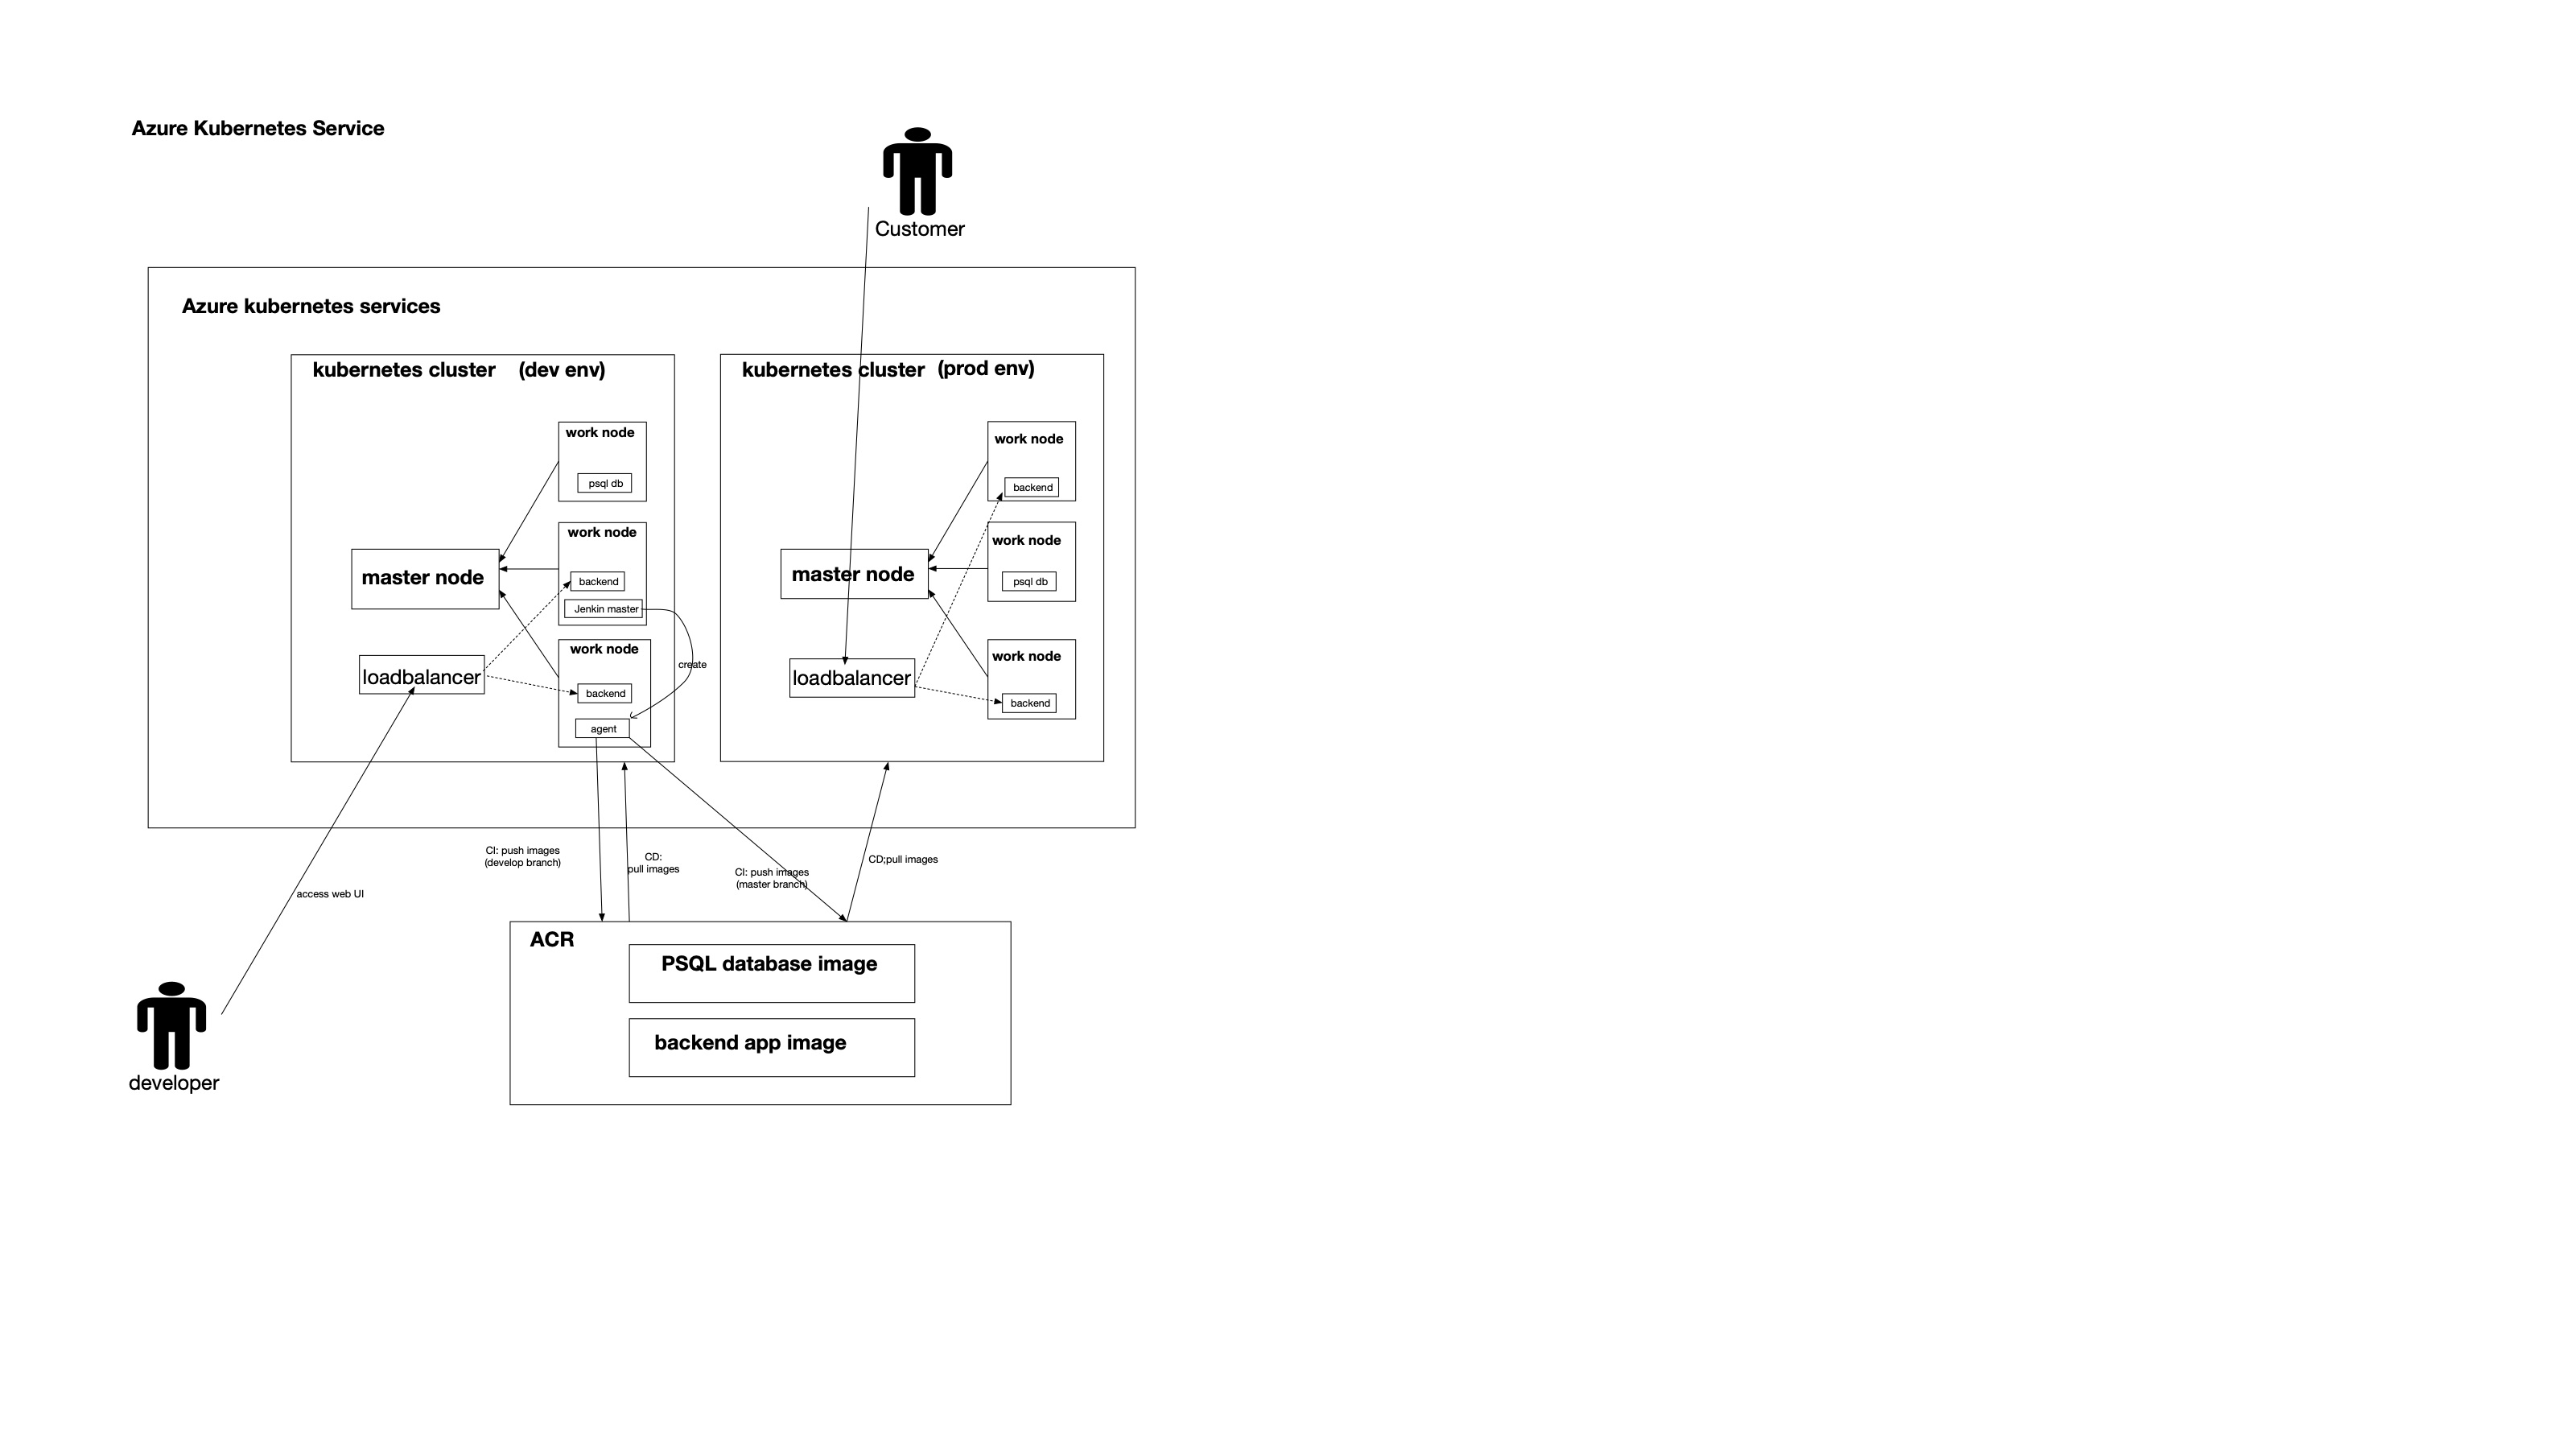 Azure Kubernetes Service
Customer
Azure kubernetes services
kubernetes cluster (dev env)
work node
psql db
work node
backend
Jenkin master
master node
work node
backend
agent
loadbalancer
create
kubernetes cluster (prod env)
work node
backend
work node
psql db
master node
work node
backend
loadbalancer
CI: push images
(develop branch)
CD:
pull images
CI: push images
(master branch)
CD;pull images
access web UI
developer
ACR
PSQL database image
backend app image